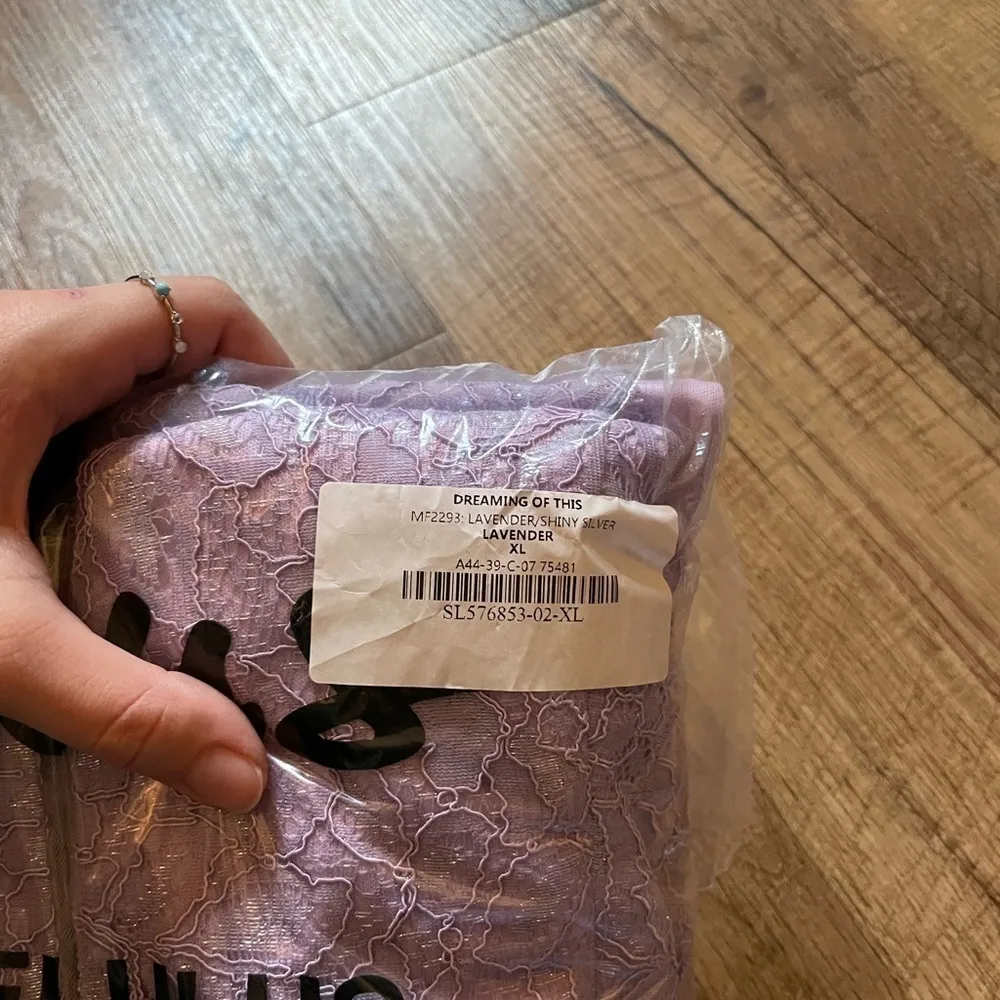 DREAMING OF THIS
MF2293: LAVENDER/SHINY SILVER
LAVENDER
XL
A44-39-C-07 75481
SL576853-02-XL